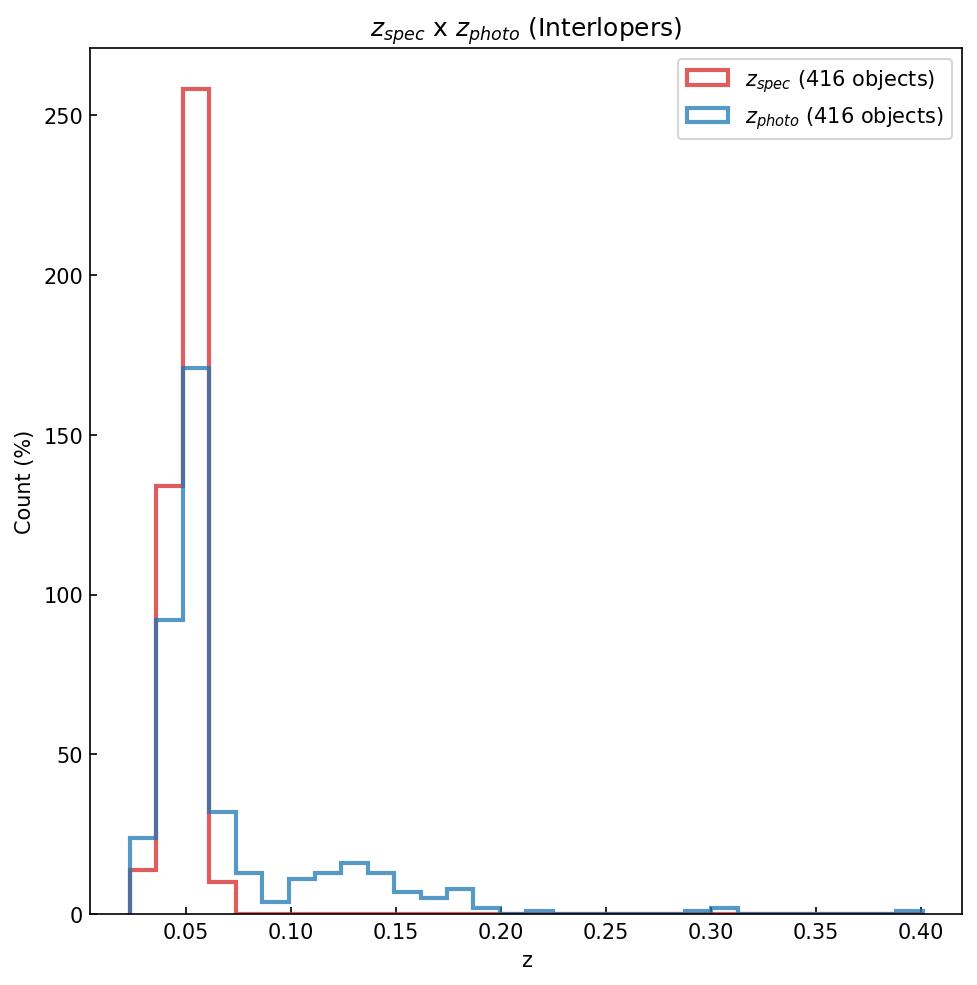 z_spec x z_photo (Interlopers)
z_spec (416 objects)
z_photo (416 objects)
Count (%)
250
200
150
100
50
0
0.05 0.10 0.15 0.20 0.25 0.30 0.35 0.40
z